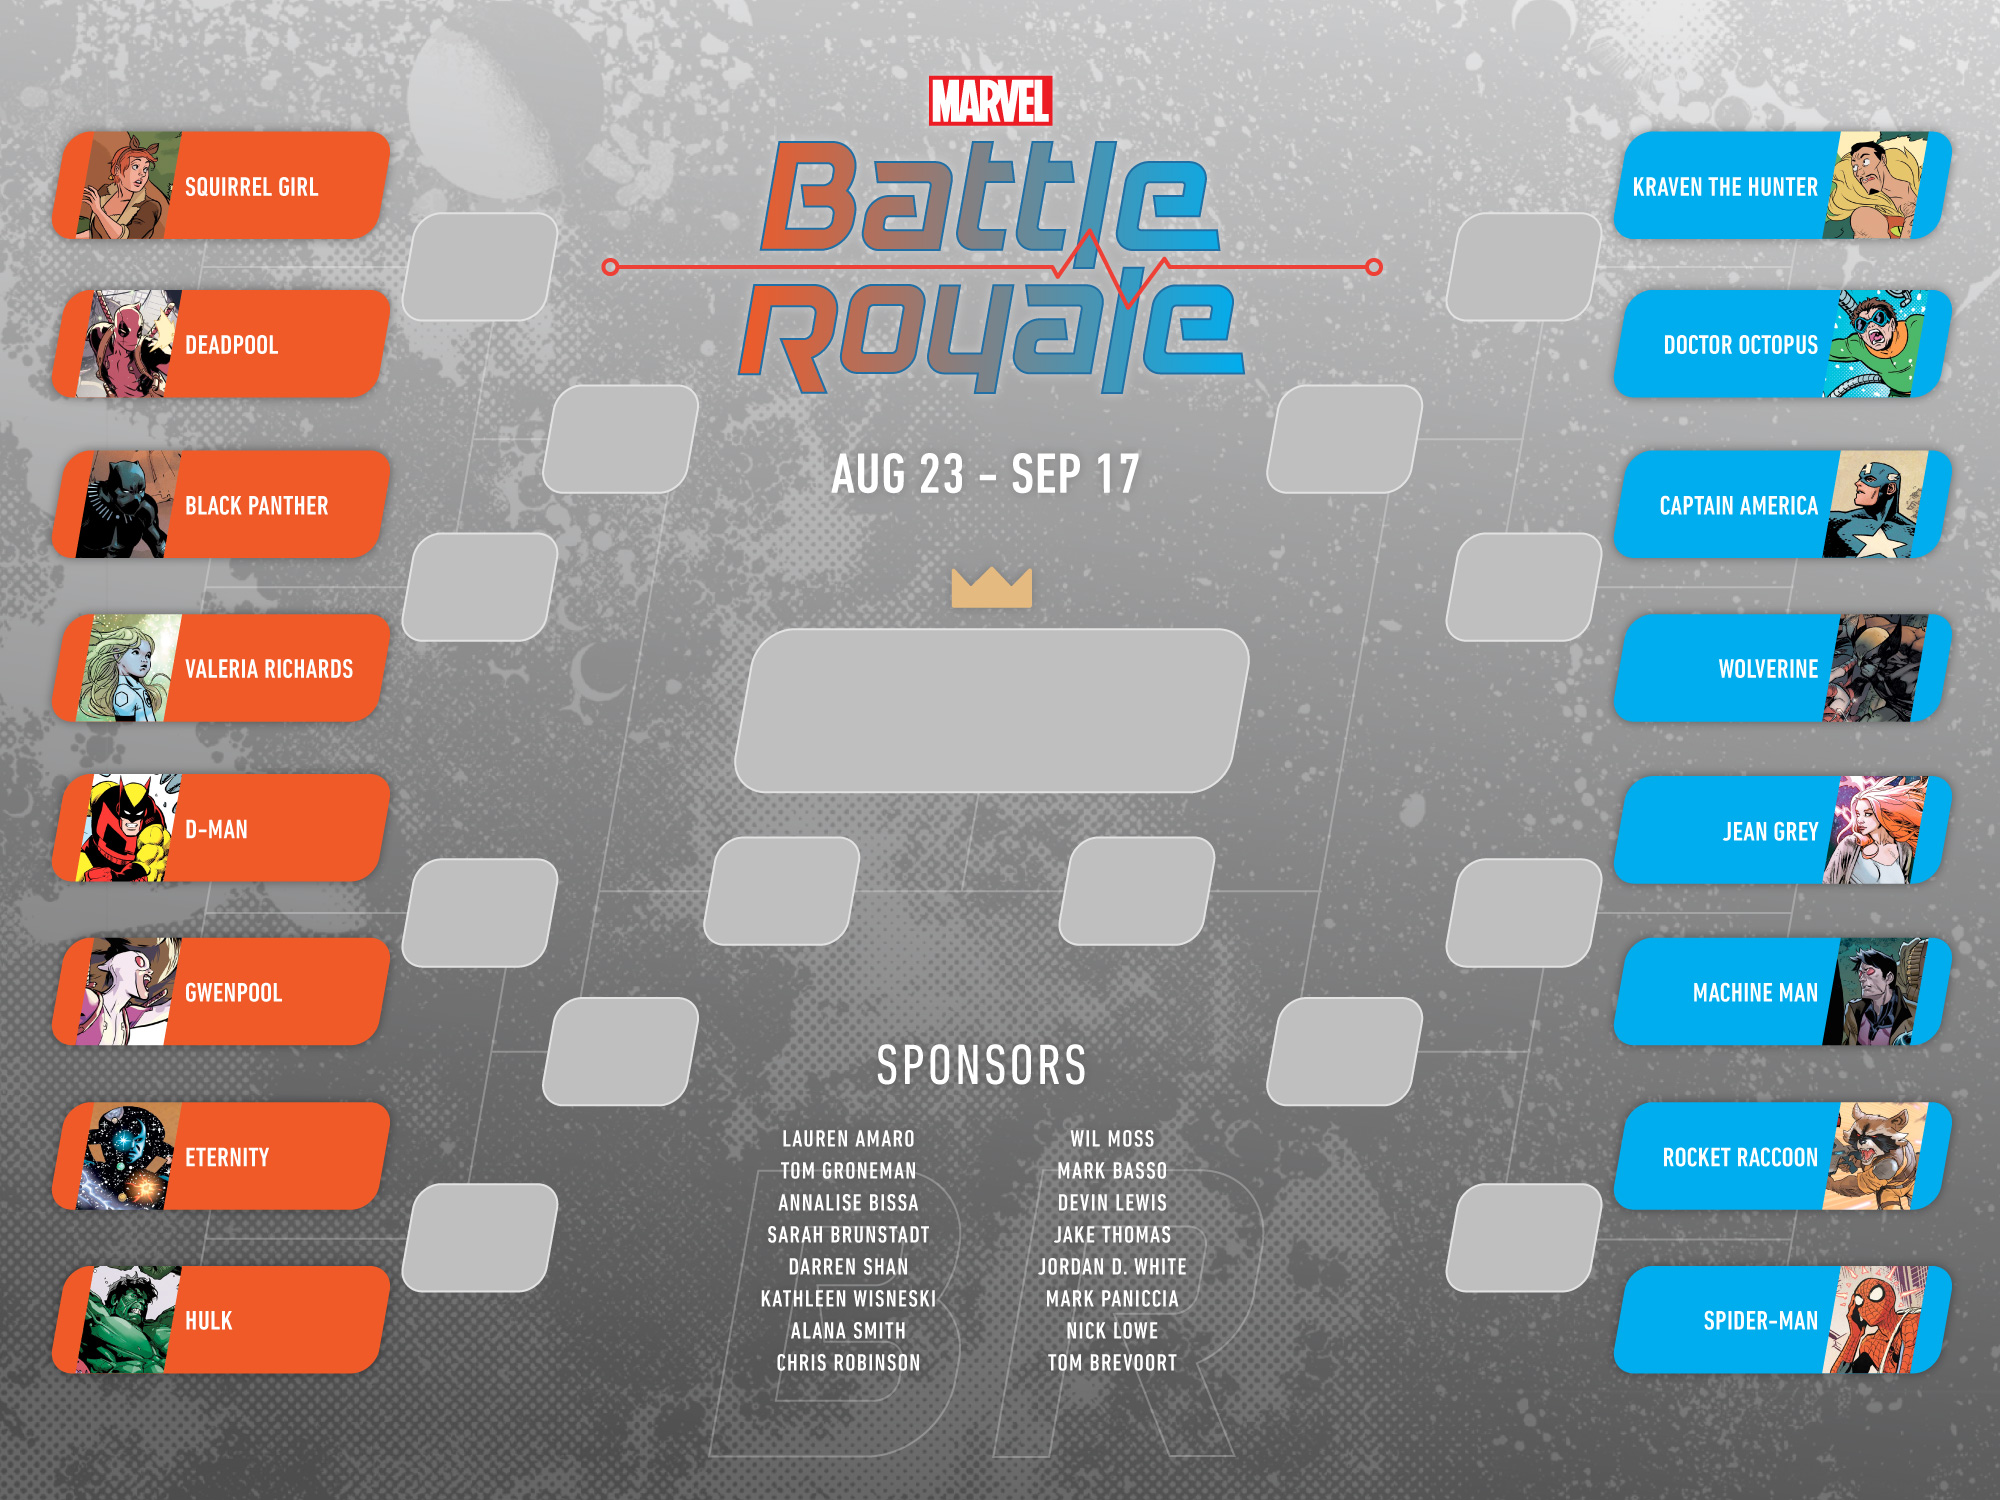 MARVEL
Battle
Royale
AUG 23 - SEP 17
SQUIRREL GIRL
DEADPOOL
BLACK PANTHER
VALERIA RICHARDS
D-MAN
GWENPOOL
ETERNITY
HULK
KRAVEN THE HUNTER
DOCTOR OCTOPUS
CAPTAIN AMERICA
WOLVERINE
JEAN GREY
MACHINE MAN
ROCKET RACCOON
SPIDER-MAN
SPONSORS
LAUREN AMARO
TOM GRONEMAN
ANNALISE BISSA
SARAH BRUNSTADT
DARREN SHAN
KATHLEEN WISNESKI
ALANA SMITH
CHRIS ROBINSON
WIL MOSS
MARK BASSO
DEVIN LEWIS
JAKE THOMAS
JORDAN D. WHITE
MARK PANICCIA
NICK LOWE
TOM BREVOORT
BR